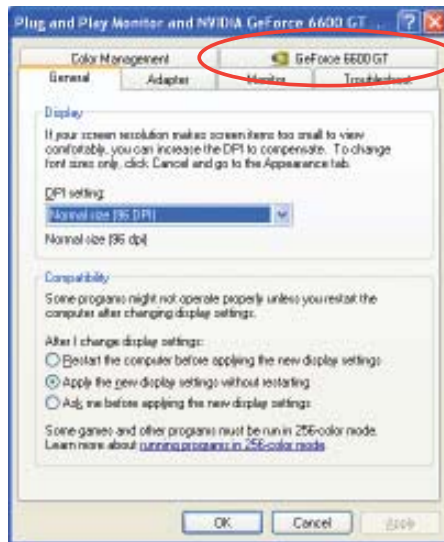 Plug and Play Monitor and NVIDIA GeForce 6600 GT ...
Color Management
GeForce 6600 GT
General
Adapter
Monitor
Troubleshoot
Display
If your screen resolution makes screen items too small to view
comfortably, you can increase the DPI to compensate. To change
font sizes only, click Cancel and go to the Appearance tab.
DPI setting:
Normal size (96 DPI)
Normal size (96 dpi)
Compatibility
Some programs might not operate properly unless you restart the
computer after changing display settings.
After I change display settings:
Restart the computer before applying the new display settings
Apply the new display settings without restarting
Ask me before applying the new display settings
Some games and other programs must be run in 256-color mode.
Learn more about running programs in 256-color mode.
OK
Cancel
Apply